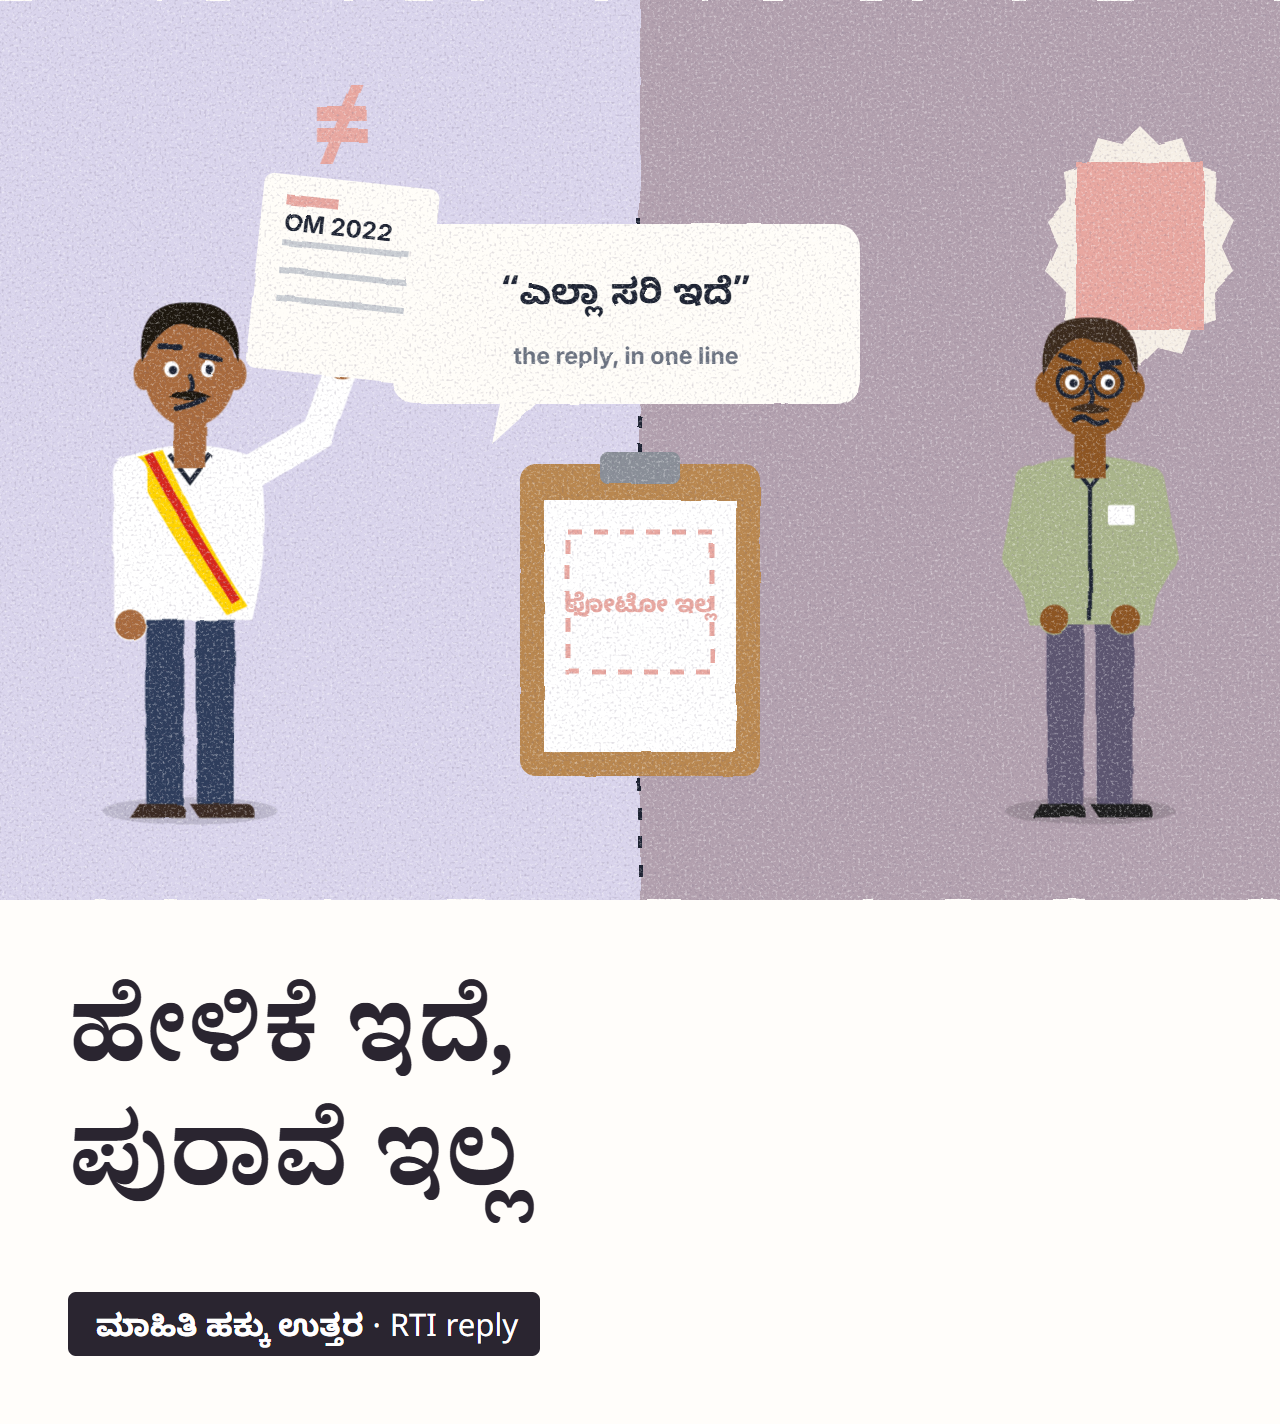 ≠
OM 2022
“ಎಲ್ಲಾ ಸರಿ ಇದೆ”
the reply, in one line
ಫೋಟೋ ಇಲ್ಲ
ಹೇಳಿಕೆ ಇದೆ,
ಪುರಾವೆ ಇಲ್ಲ
ಮಾಹಿತಿ ಹಕ್ಕು ಉತ್ತರ · RTI reply